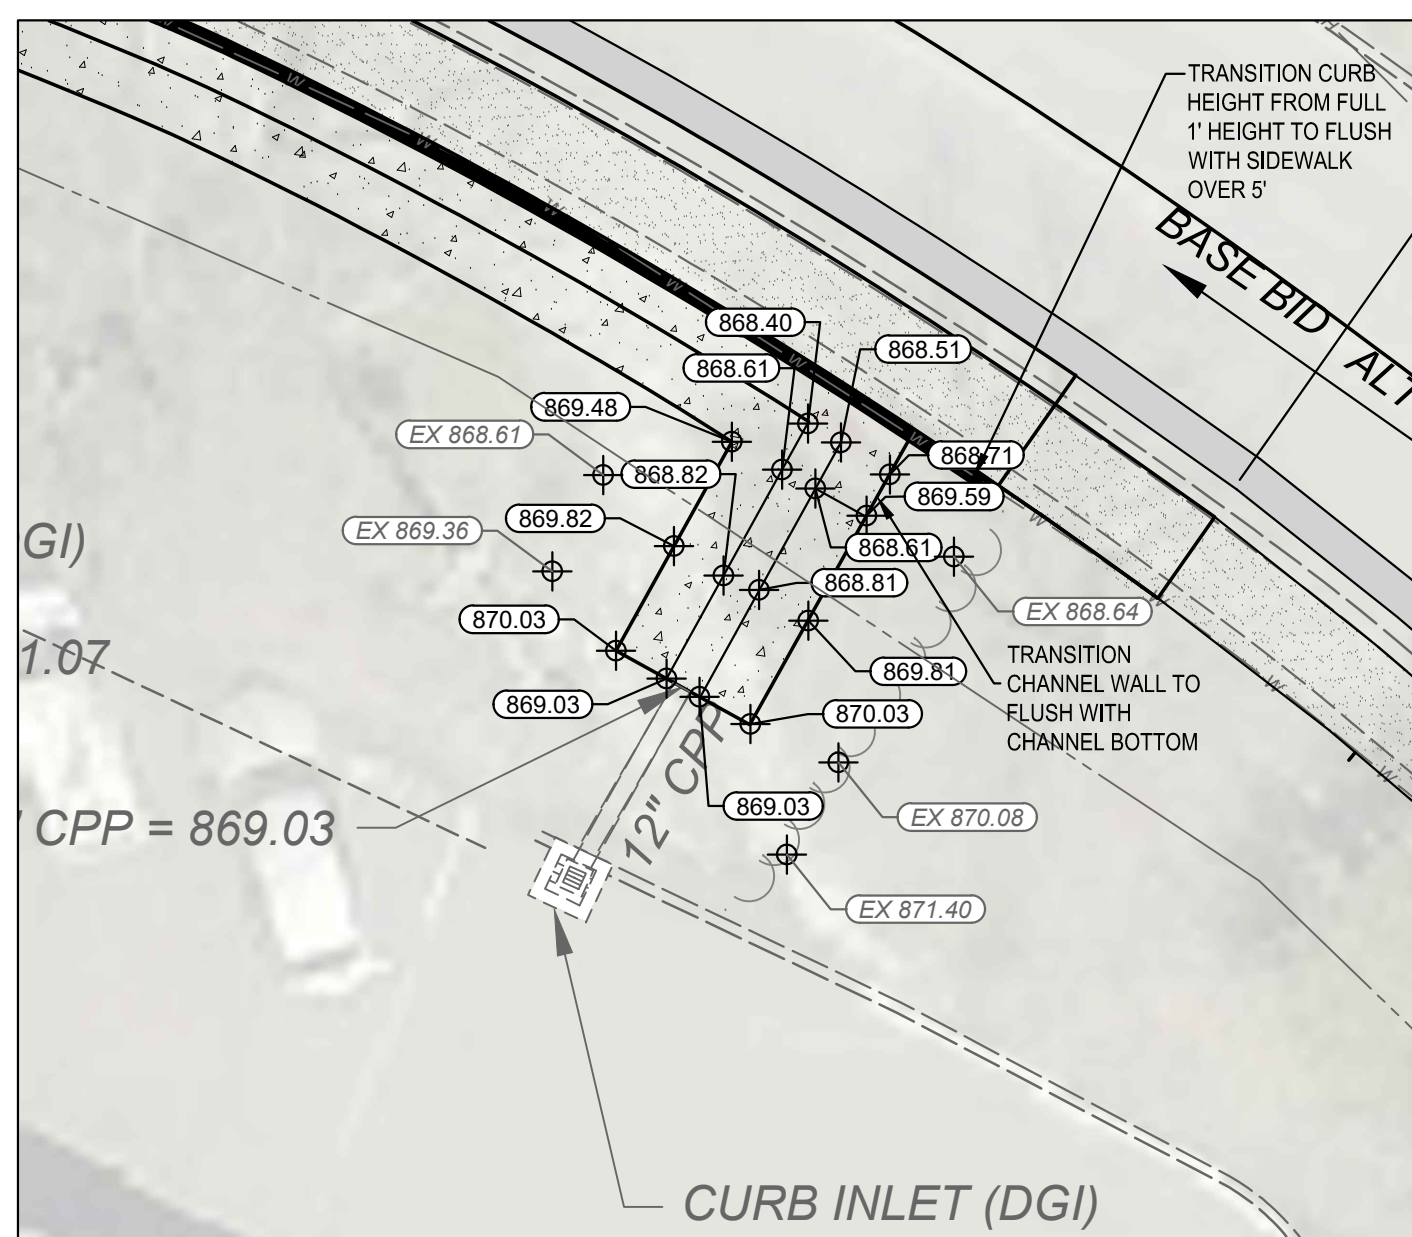 TRANSITION CURB
HEIGHT FROM FULL
1' HEIGHT TO FLUSH
WITH SIDEWALK
OVER 5'
BASE BID
ALT
868.40
868.51
868.61
869.48
EX 868.61
868.71
868.82
869.59
869.82
EX 869.36
868.61
GI)
868.81
EX 868.64
870.03
1.07
869.81
TRANSITION
CHANNEL WALL TO
FLUSH WITH
CHANNEL BOTTOM
869.03
870.03
12" CPP
869.03
EX 870.08
CPP = 869.03
EX 871.40
CURB INLET (DGI)
W
W
W
W
W
W
W
W
W
W